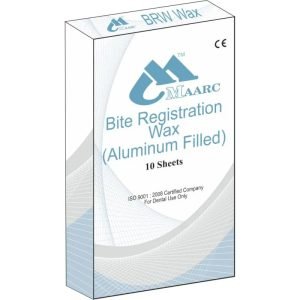 BRW Wax
CE
TM
MAARC
Bite Registration
Wax
(Aluminum Filled)
10 Sheets
ISO 9001 : 2008 Certified Company
For Dental Use Only